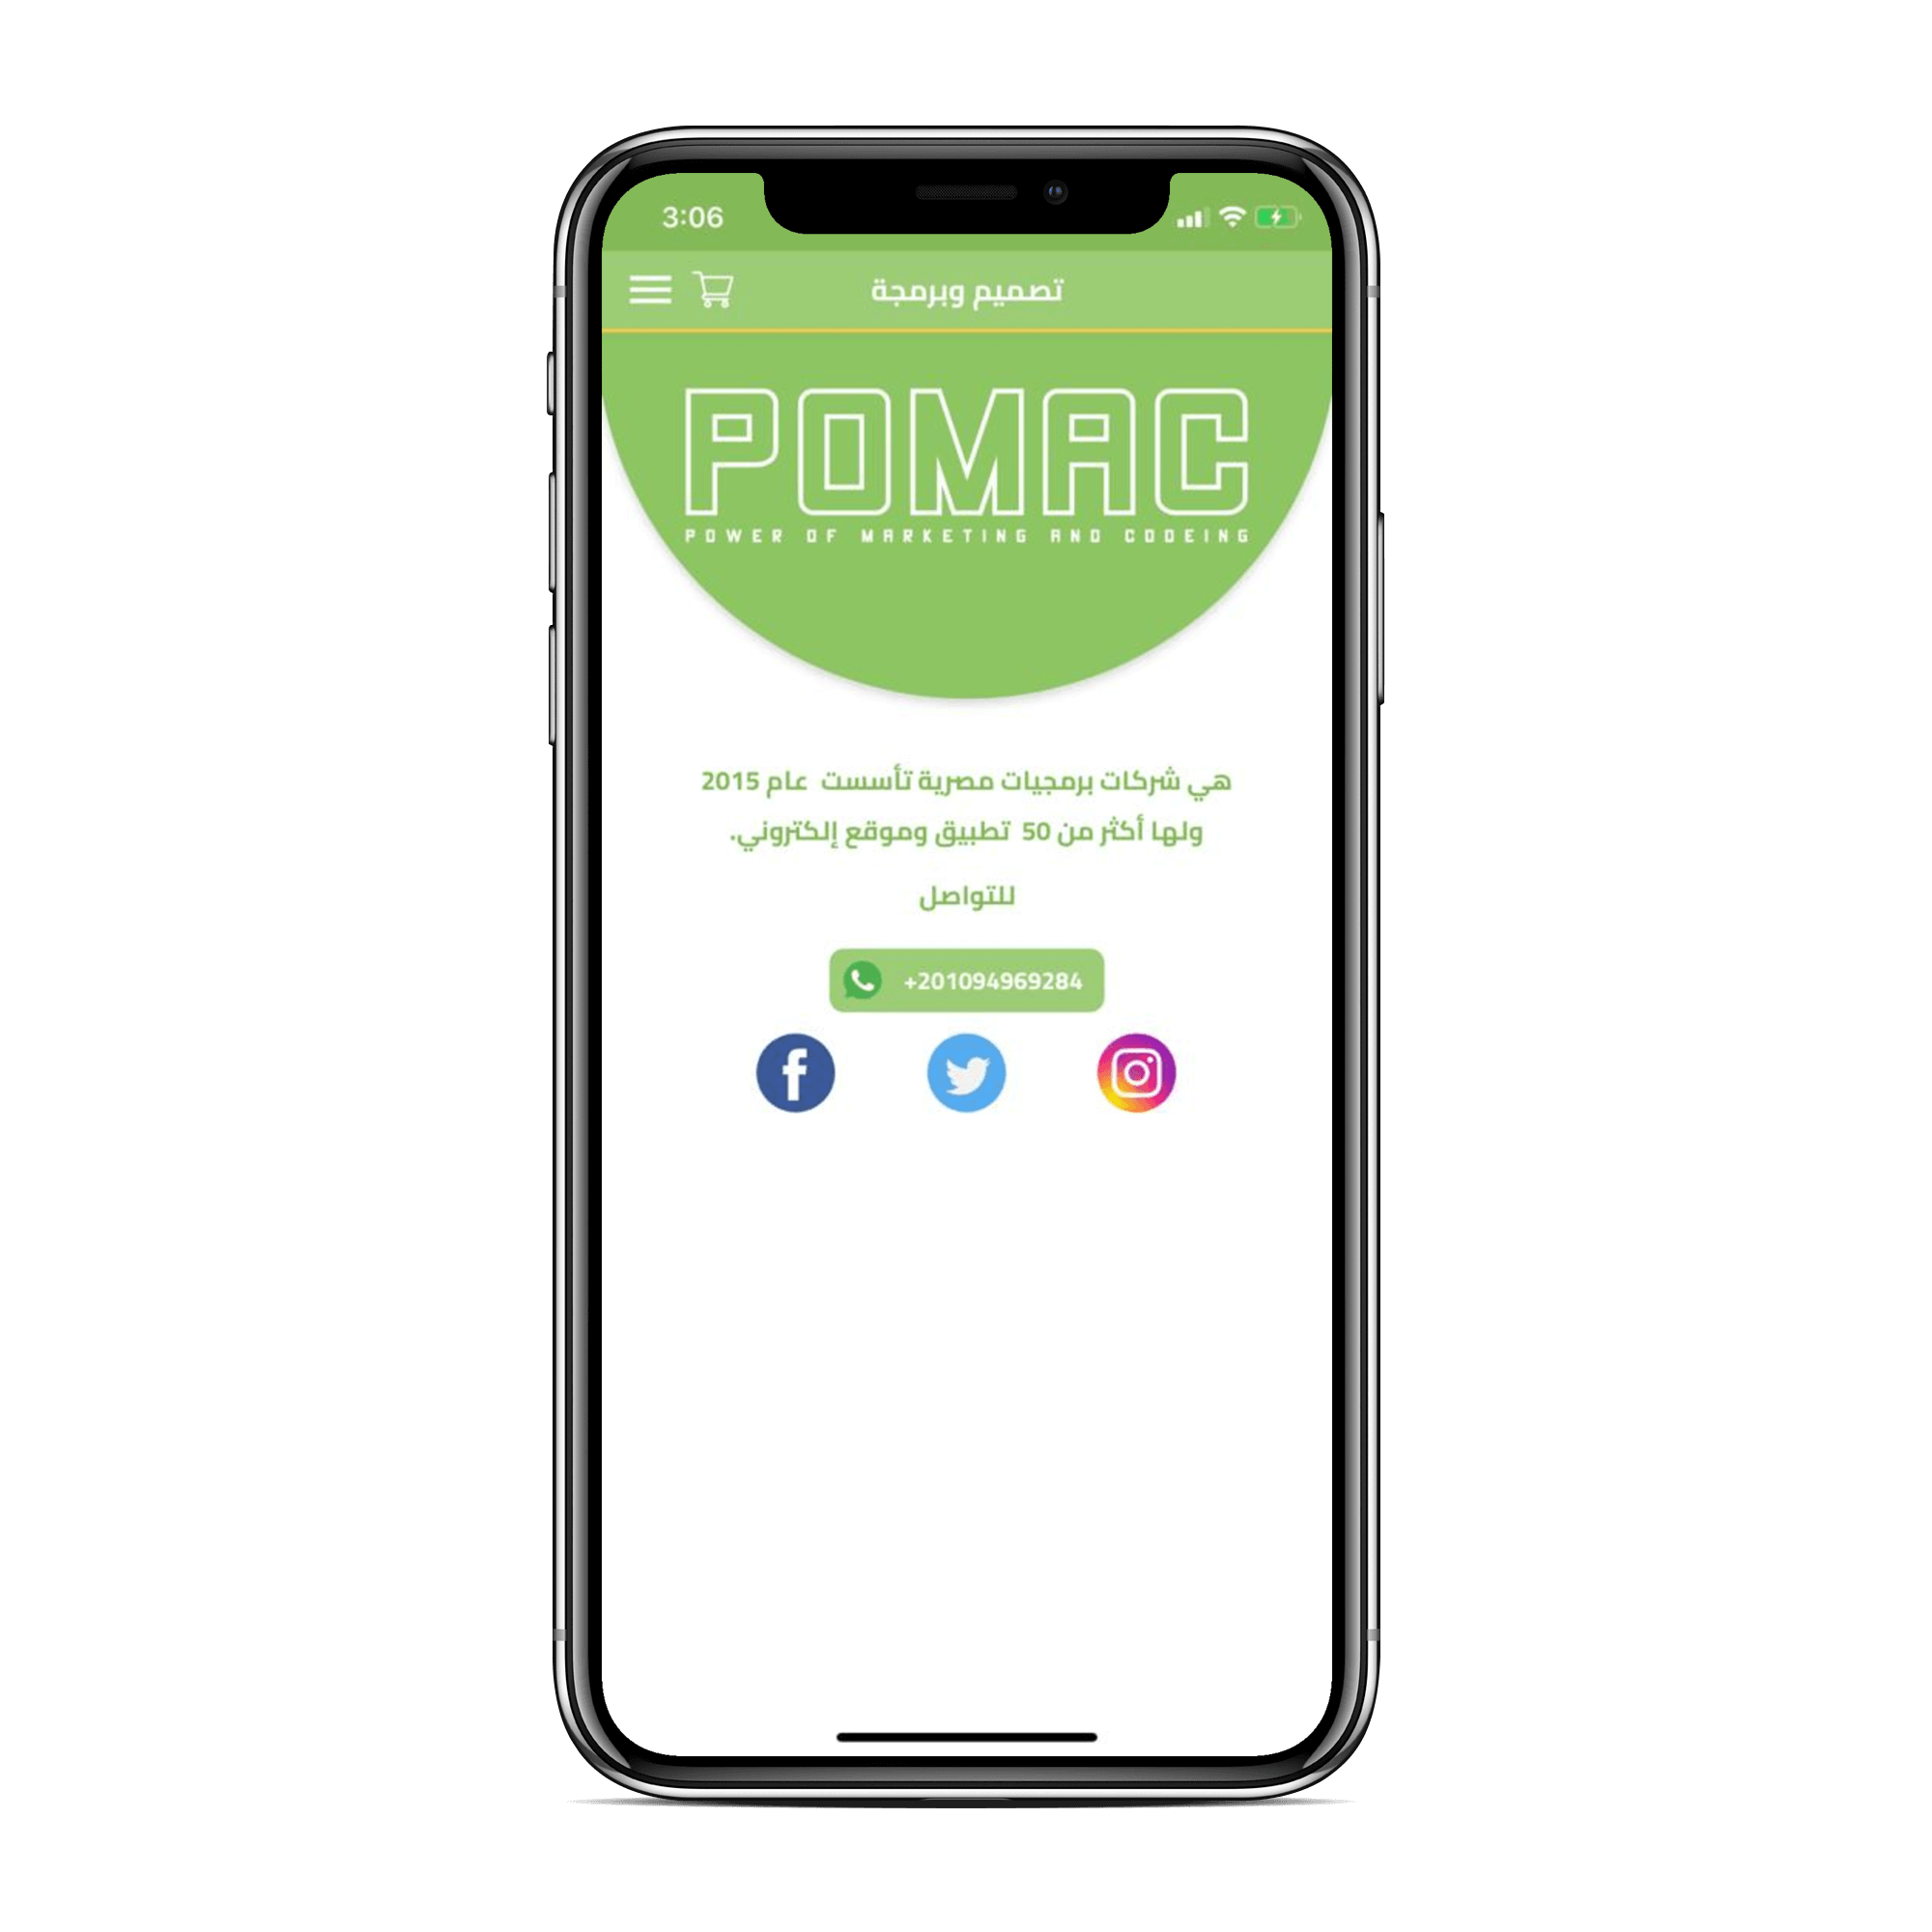 3:06
تصميم وبرمجة
POMAC
POWER OF MARKETING AND CODEING
هي شركات برمجيات مصرية تأسست عام 2015
ولها أكثر من 50 تطبيق وموقع إلكتروني.
للتواصل
+201094969284